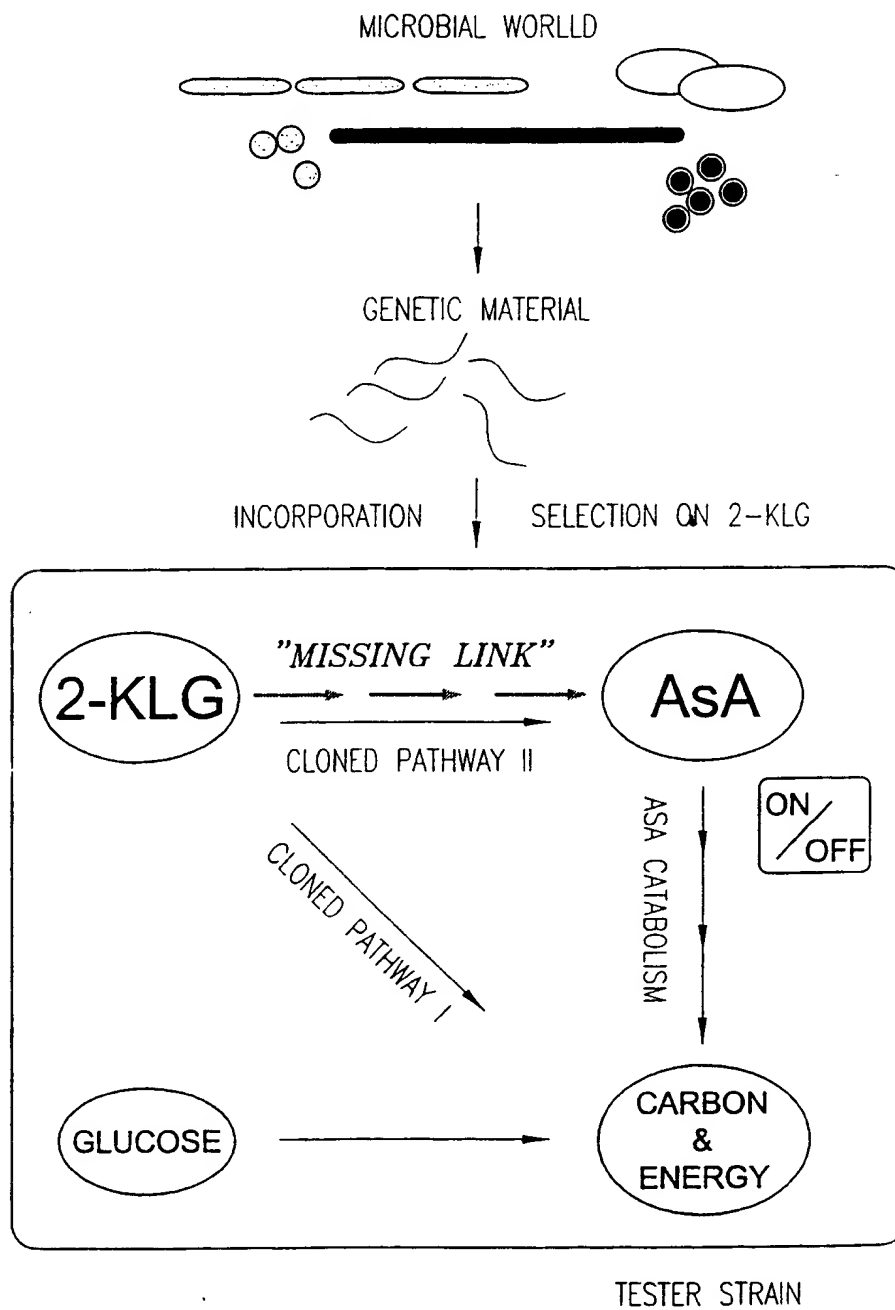 MICROBIAL WORLLD
GENETIC MATERIAL
INCORPORATION
SELECTION ON 2-KLG
"MISSING LINK"
2-KLG
AsA
CLONED PATHWAY II
ON/OFF
ASA CATABOLISM
CLONED PATHWAY I
GLUCOSE
CARBON
&
ENERGY
TESTER STRAIN